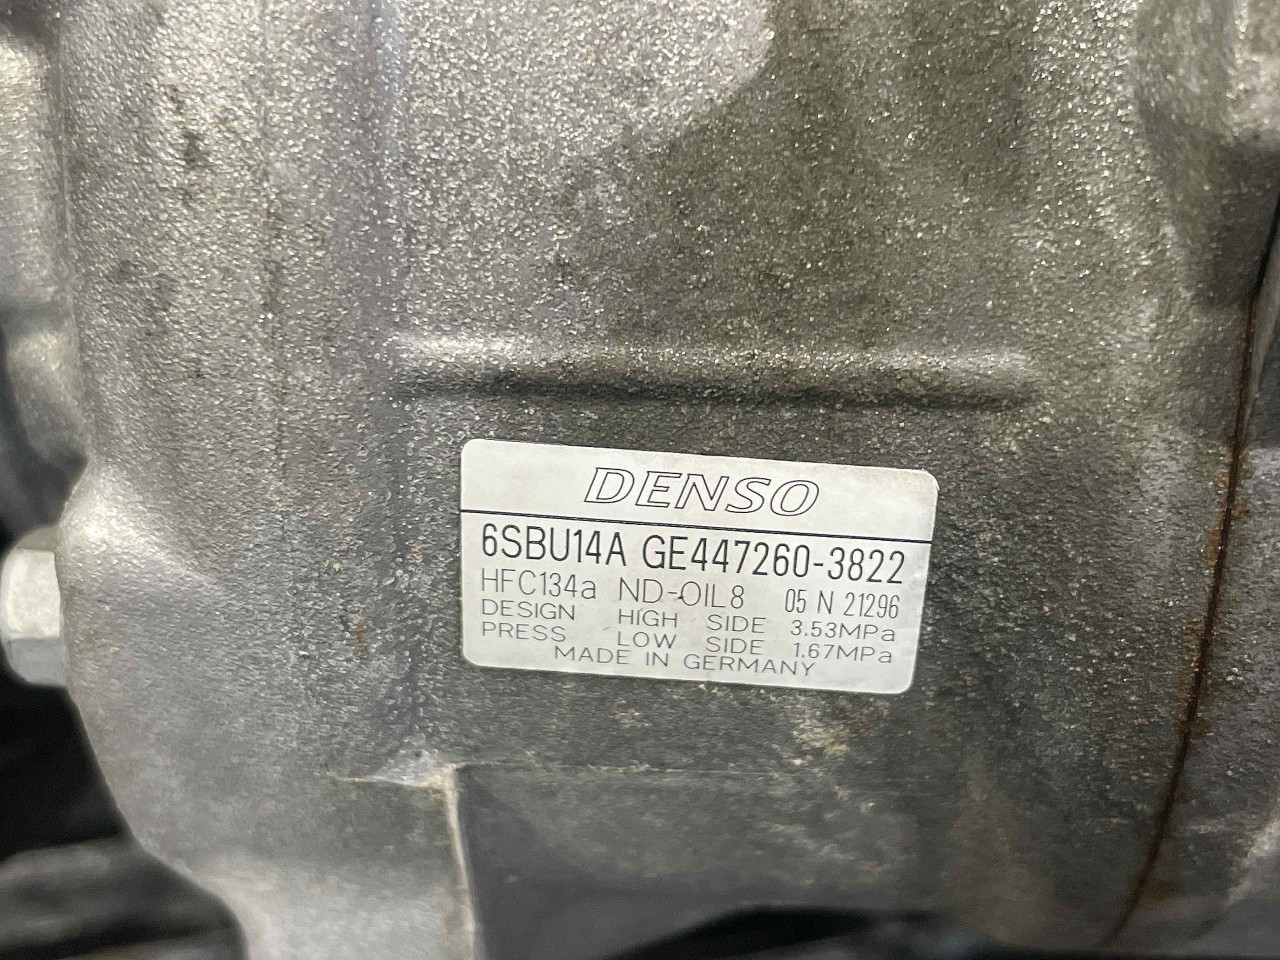 DENSO
6SBU14A GE447260-3822
HFC134a ND-OIL8 05 N 21296
DESIGN HIGH SIDE 3.53MPa
PRESS LOW SIDE 1.67MPa
MADE IN GERMANY